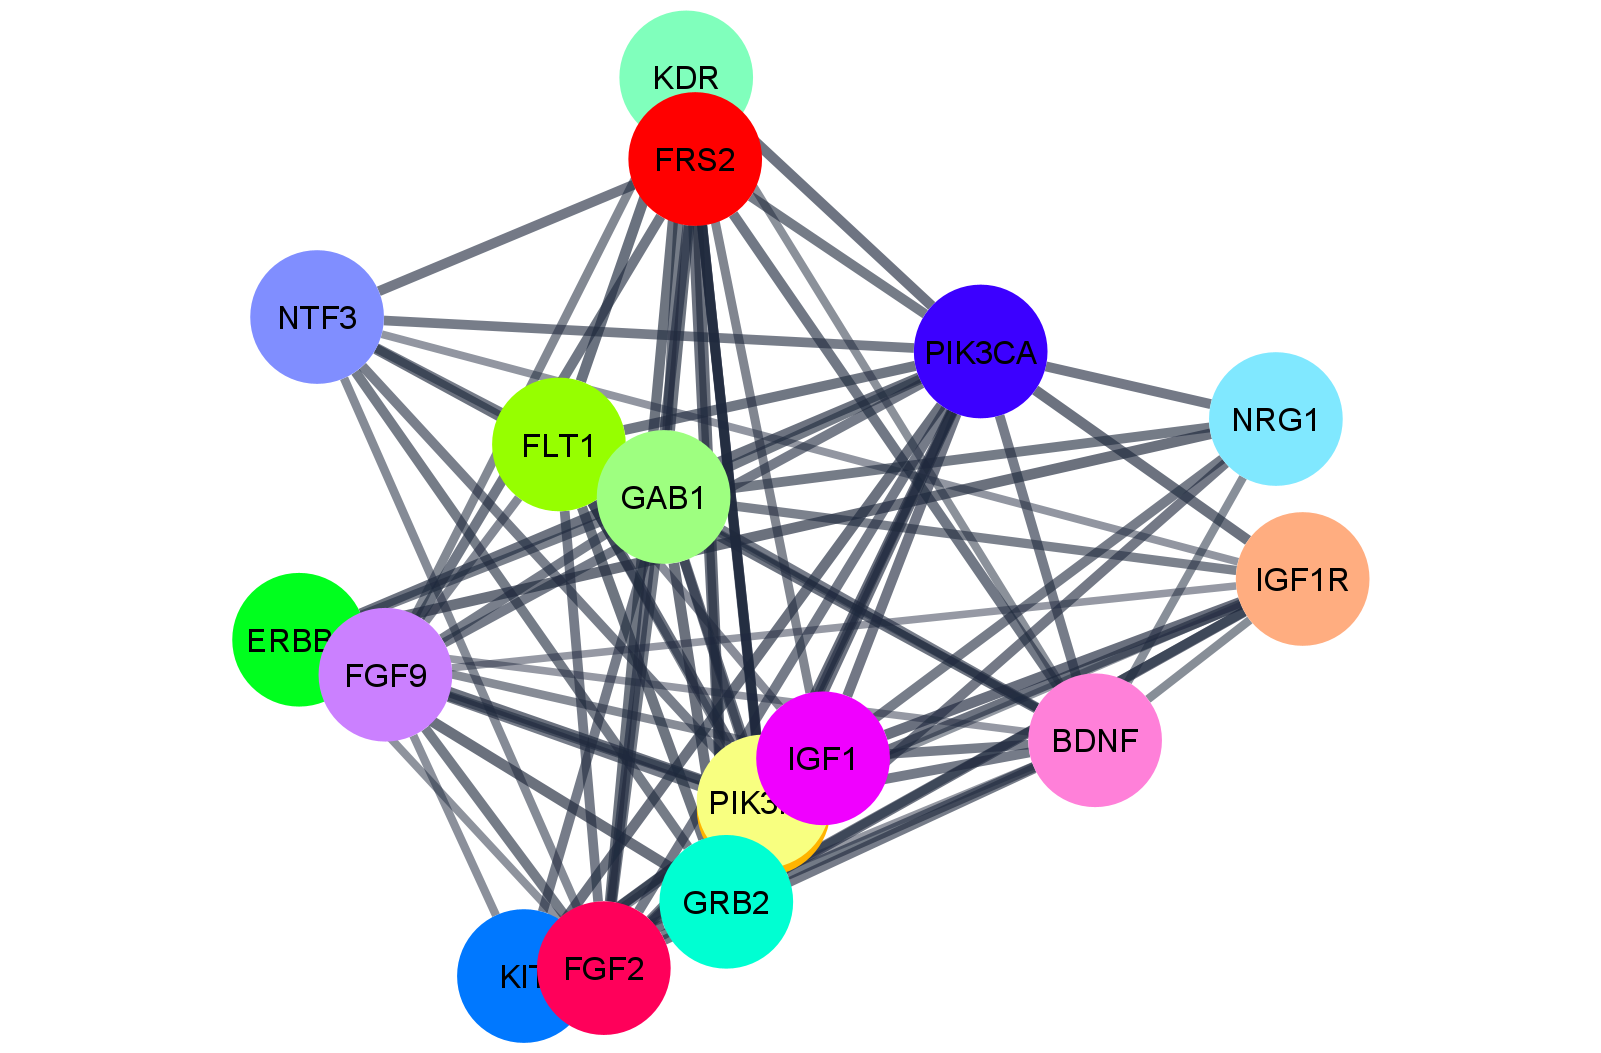 KDR
FRS2
NTF3
PIK3CA
NRG1
FLT1
GAB1
IGF1R
ERBB
FGF9
BDNF
IGF1
PIK3
GRB2
FGF2
KIT